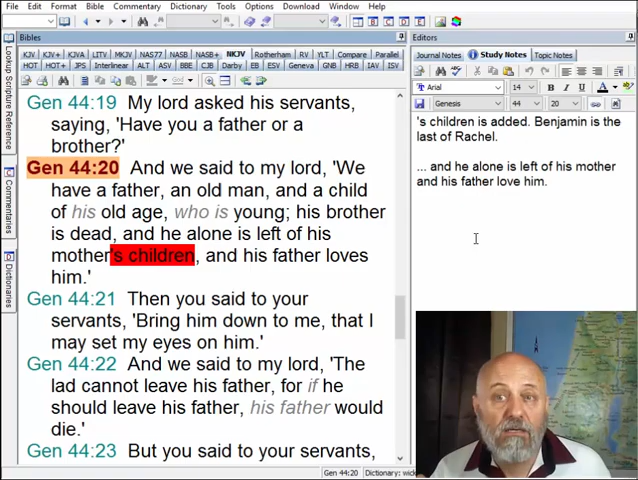 File Edit View Bible Bookmark Dictionary Commentary Tools Options Download Window Help
Bibles
KJV KJV+ KJVA LITV MKJV NAS77 NASB NASB+ NKJV Rotherham RV YLT Compare Parallel
HOT HOT+ JPS Interlinear ABP+ CJB Darby EB ESV Geneva GNB HRB IAV ISV
Gen 44:19 My lord asked his servants,
saying, 'Have you a father or a
brother?'
Gen 44:20 And we said to my lord, 'We
have a father, an old man, and a child
of his old age, who is young; his brother
is dead, and he alone is left of his
mother's children, and his father loves
him.'
Gen 44:21 Then you said to your
servants, 'Bring him down to me, that I
may set my eyes on him.'
Gen 44:22 And we said to my lord, 'The
lad cannot leave his father, for if he
should leave his father, his father would
die.'
Gen 44:23 But you said to your servants,
Lookup Scripture Reference
Commentaries
Dictionaries
Editors
Journal Notes Study Notes Topic Notes
Arial 14 B I U
Genesis 44 20
's children is added. Benjamin is the
last of Rachel.
... and he alone is left of his mother
and his father love him.
Gen 44:20 Dictionary: